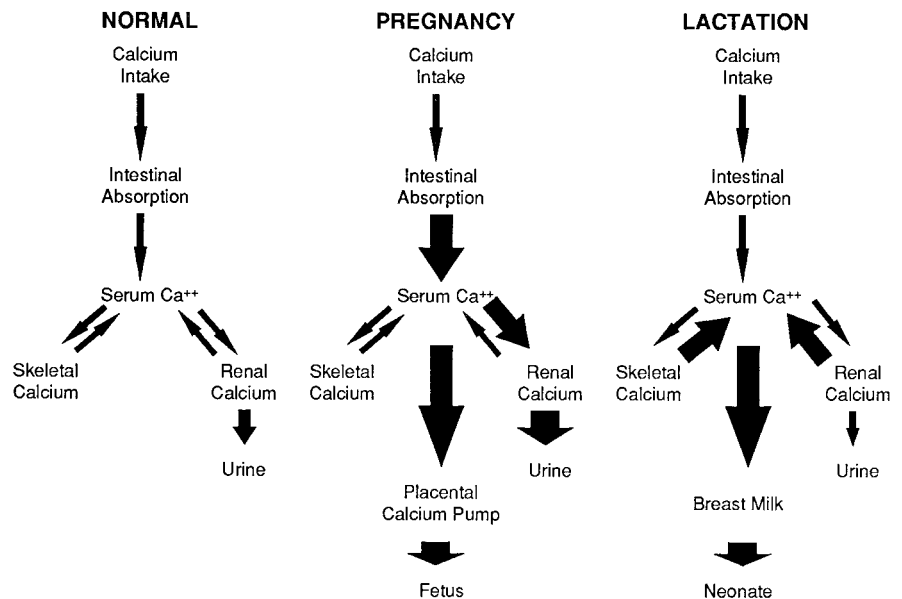 NORMAL
Calcium
Intake
Intestinal
Absorption
Serum Ca++
Skeletal
Calcium
Renal
Calcium
Urine
PREGNANCY
Calcium
Intake
Intestinal
Absorption
Serum Ca++
Skeletal
Calcium
Renal
Calcium
Urine
Placental
Calcium Pump
Fetus
LACTATION
Calcium
Intake
Intestinal
Absorption
Serum Ca++
Skeletal
Calcium
Renal
Calcium
Urine
Breast Milk
Neonate